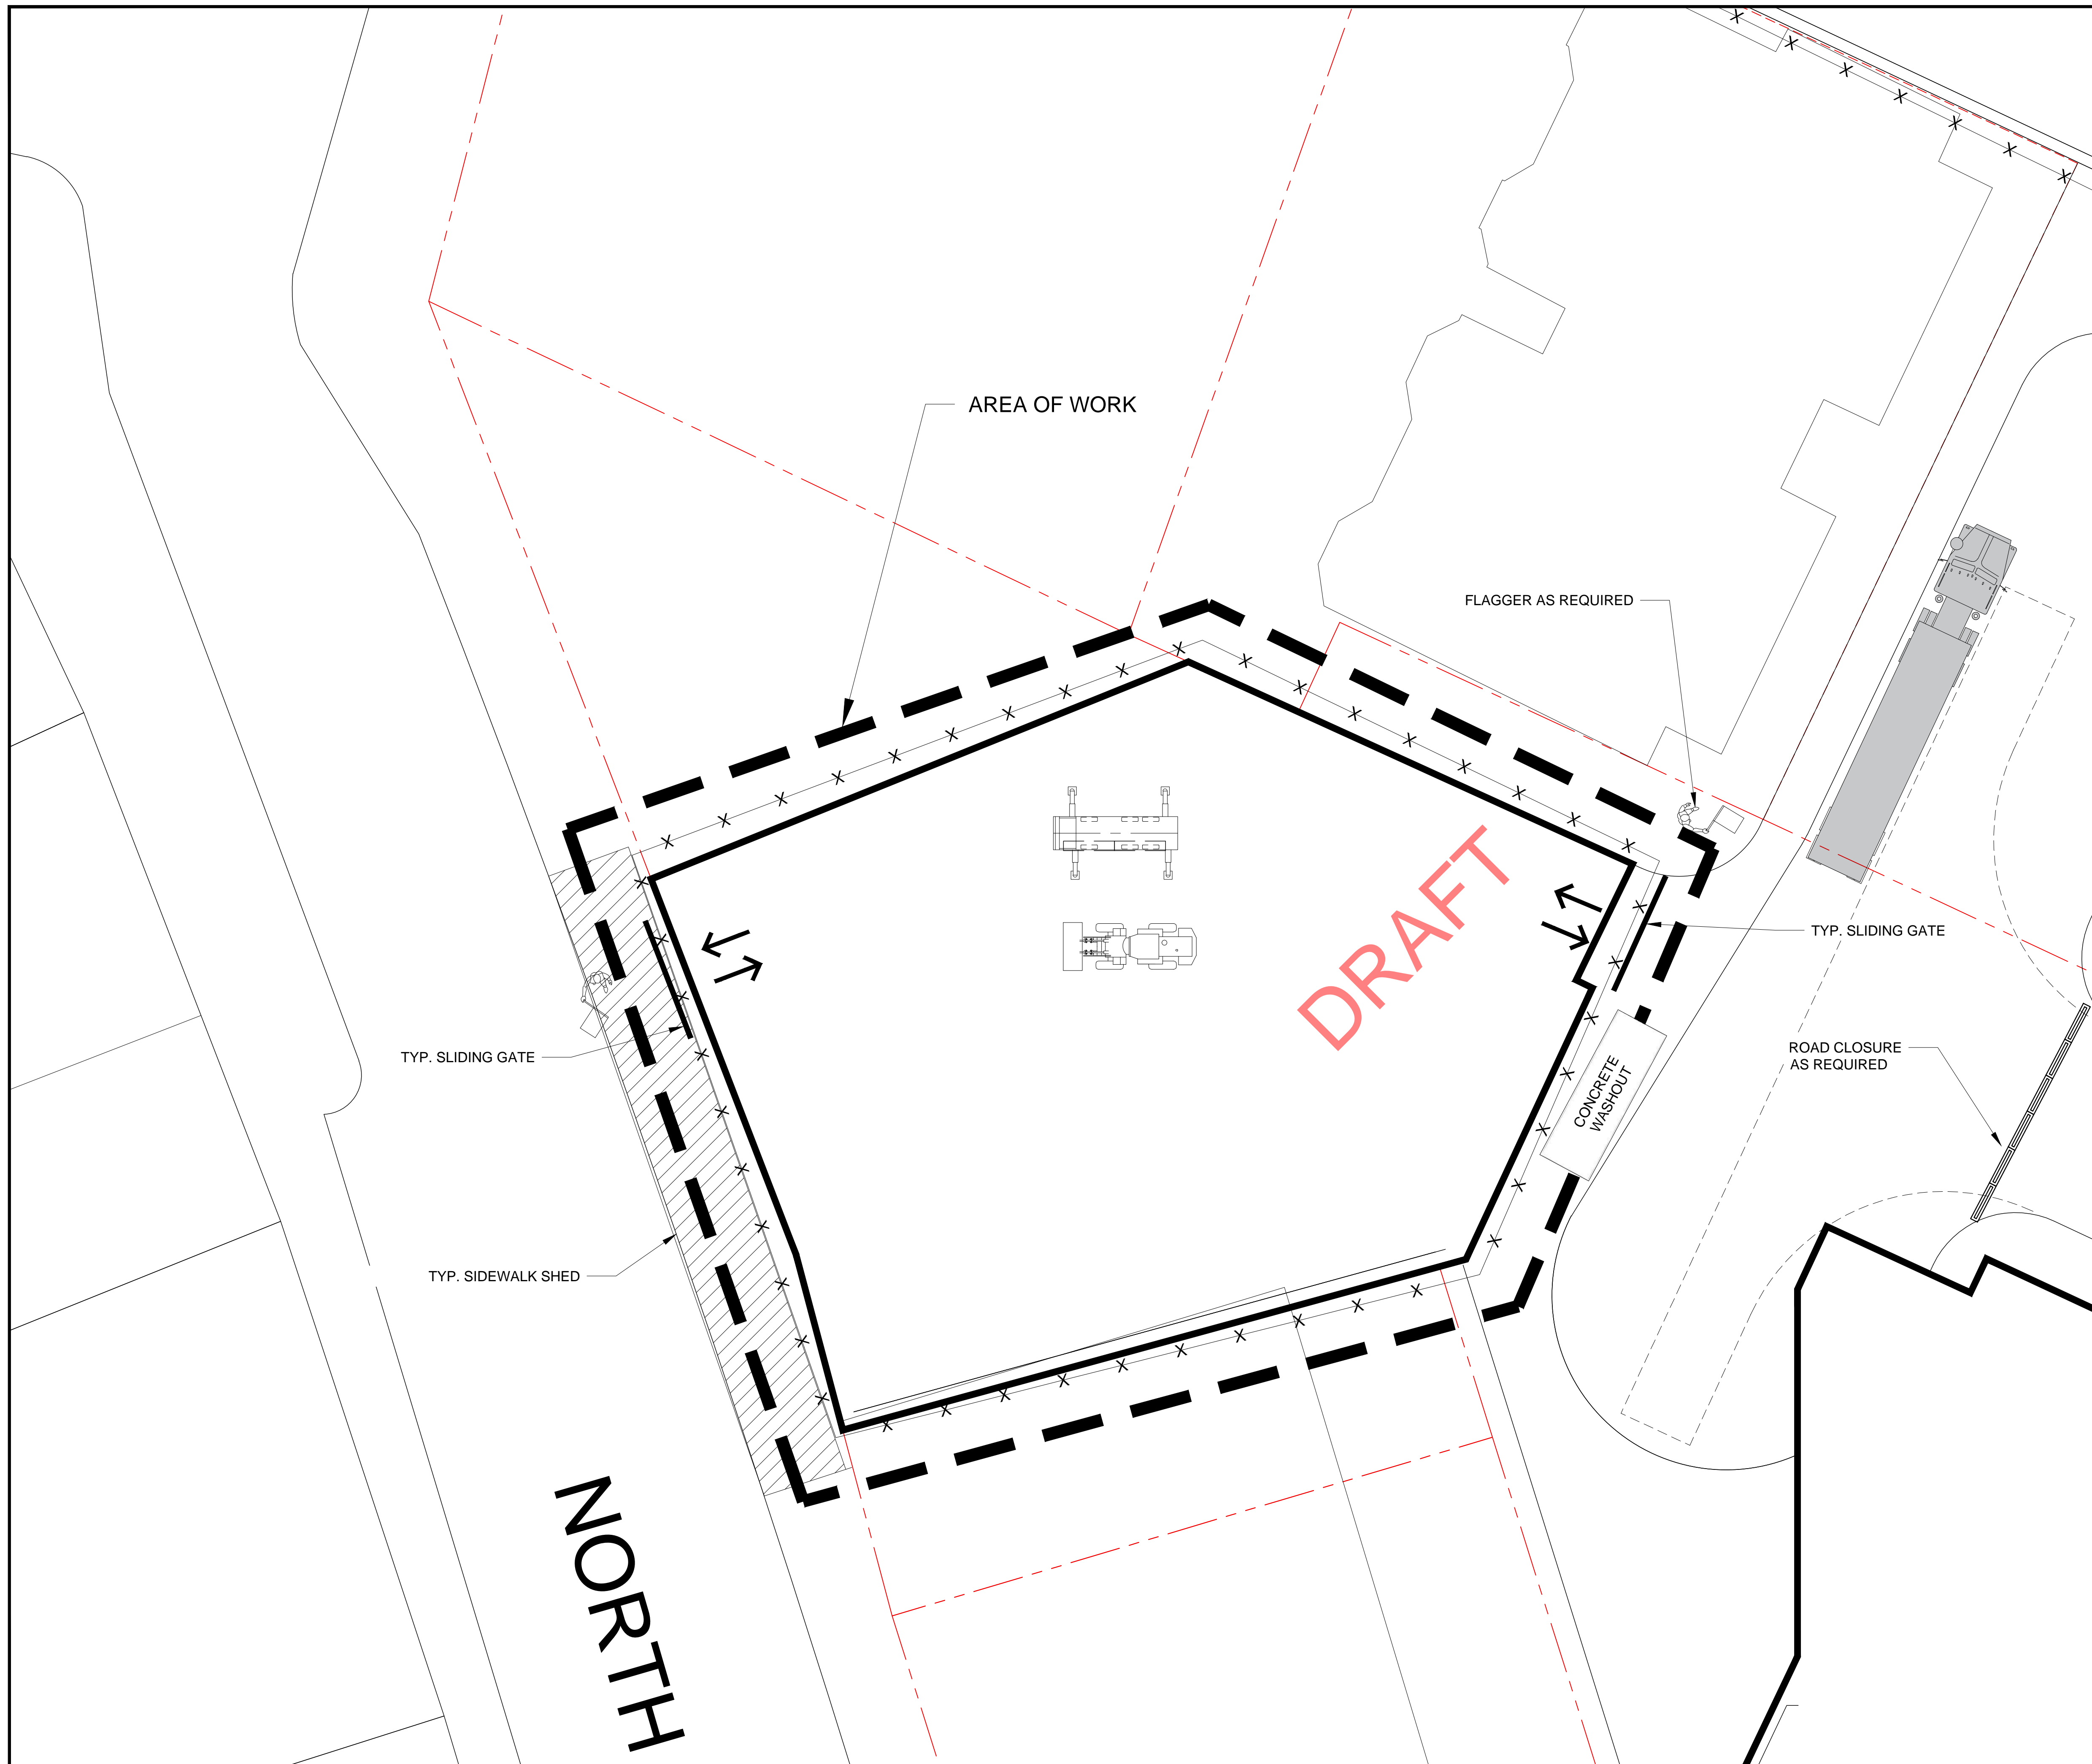 AREA OF WORK
FLAGGER AS REQUIRED
DRAFT
TYP. SLIDING GATE
TYP. SLIDING GATE
ROAD CLOSURE
AS REQUIRED
CONCRETE
WASHOUT
TYP. SIDEWALK SHED
NORTH